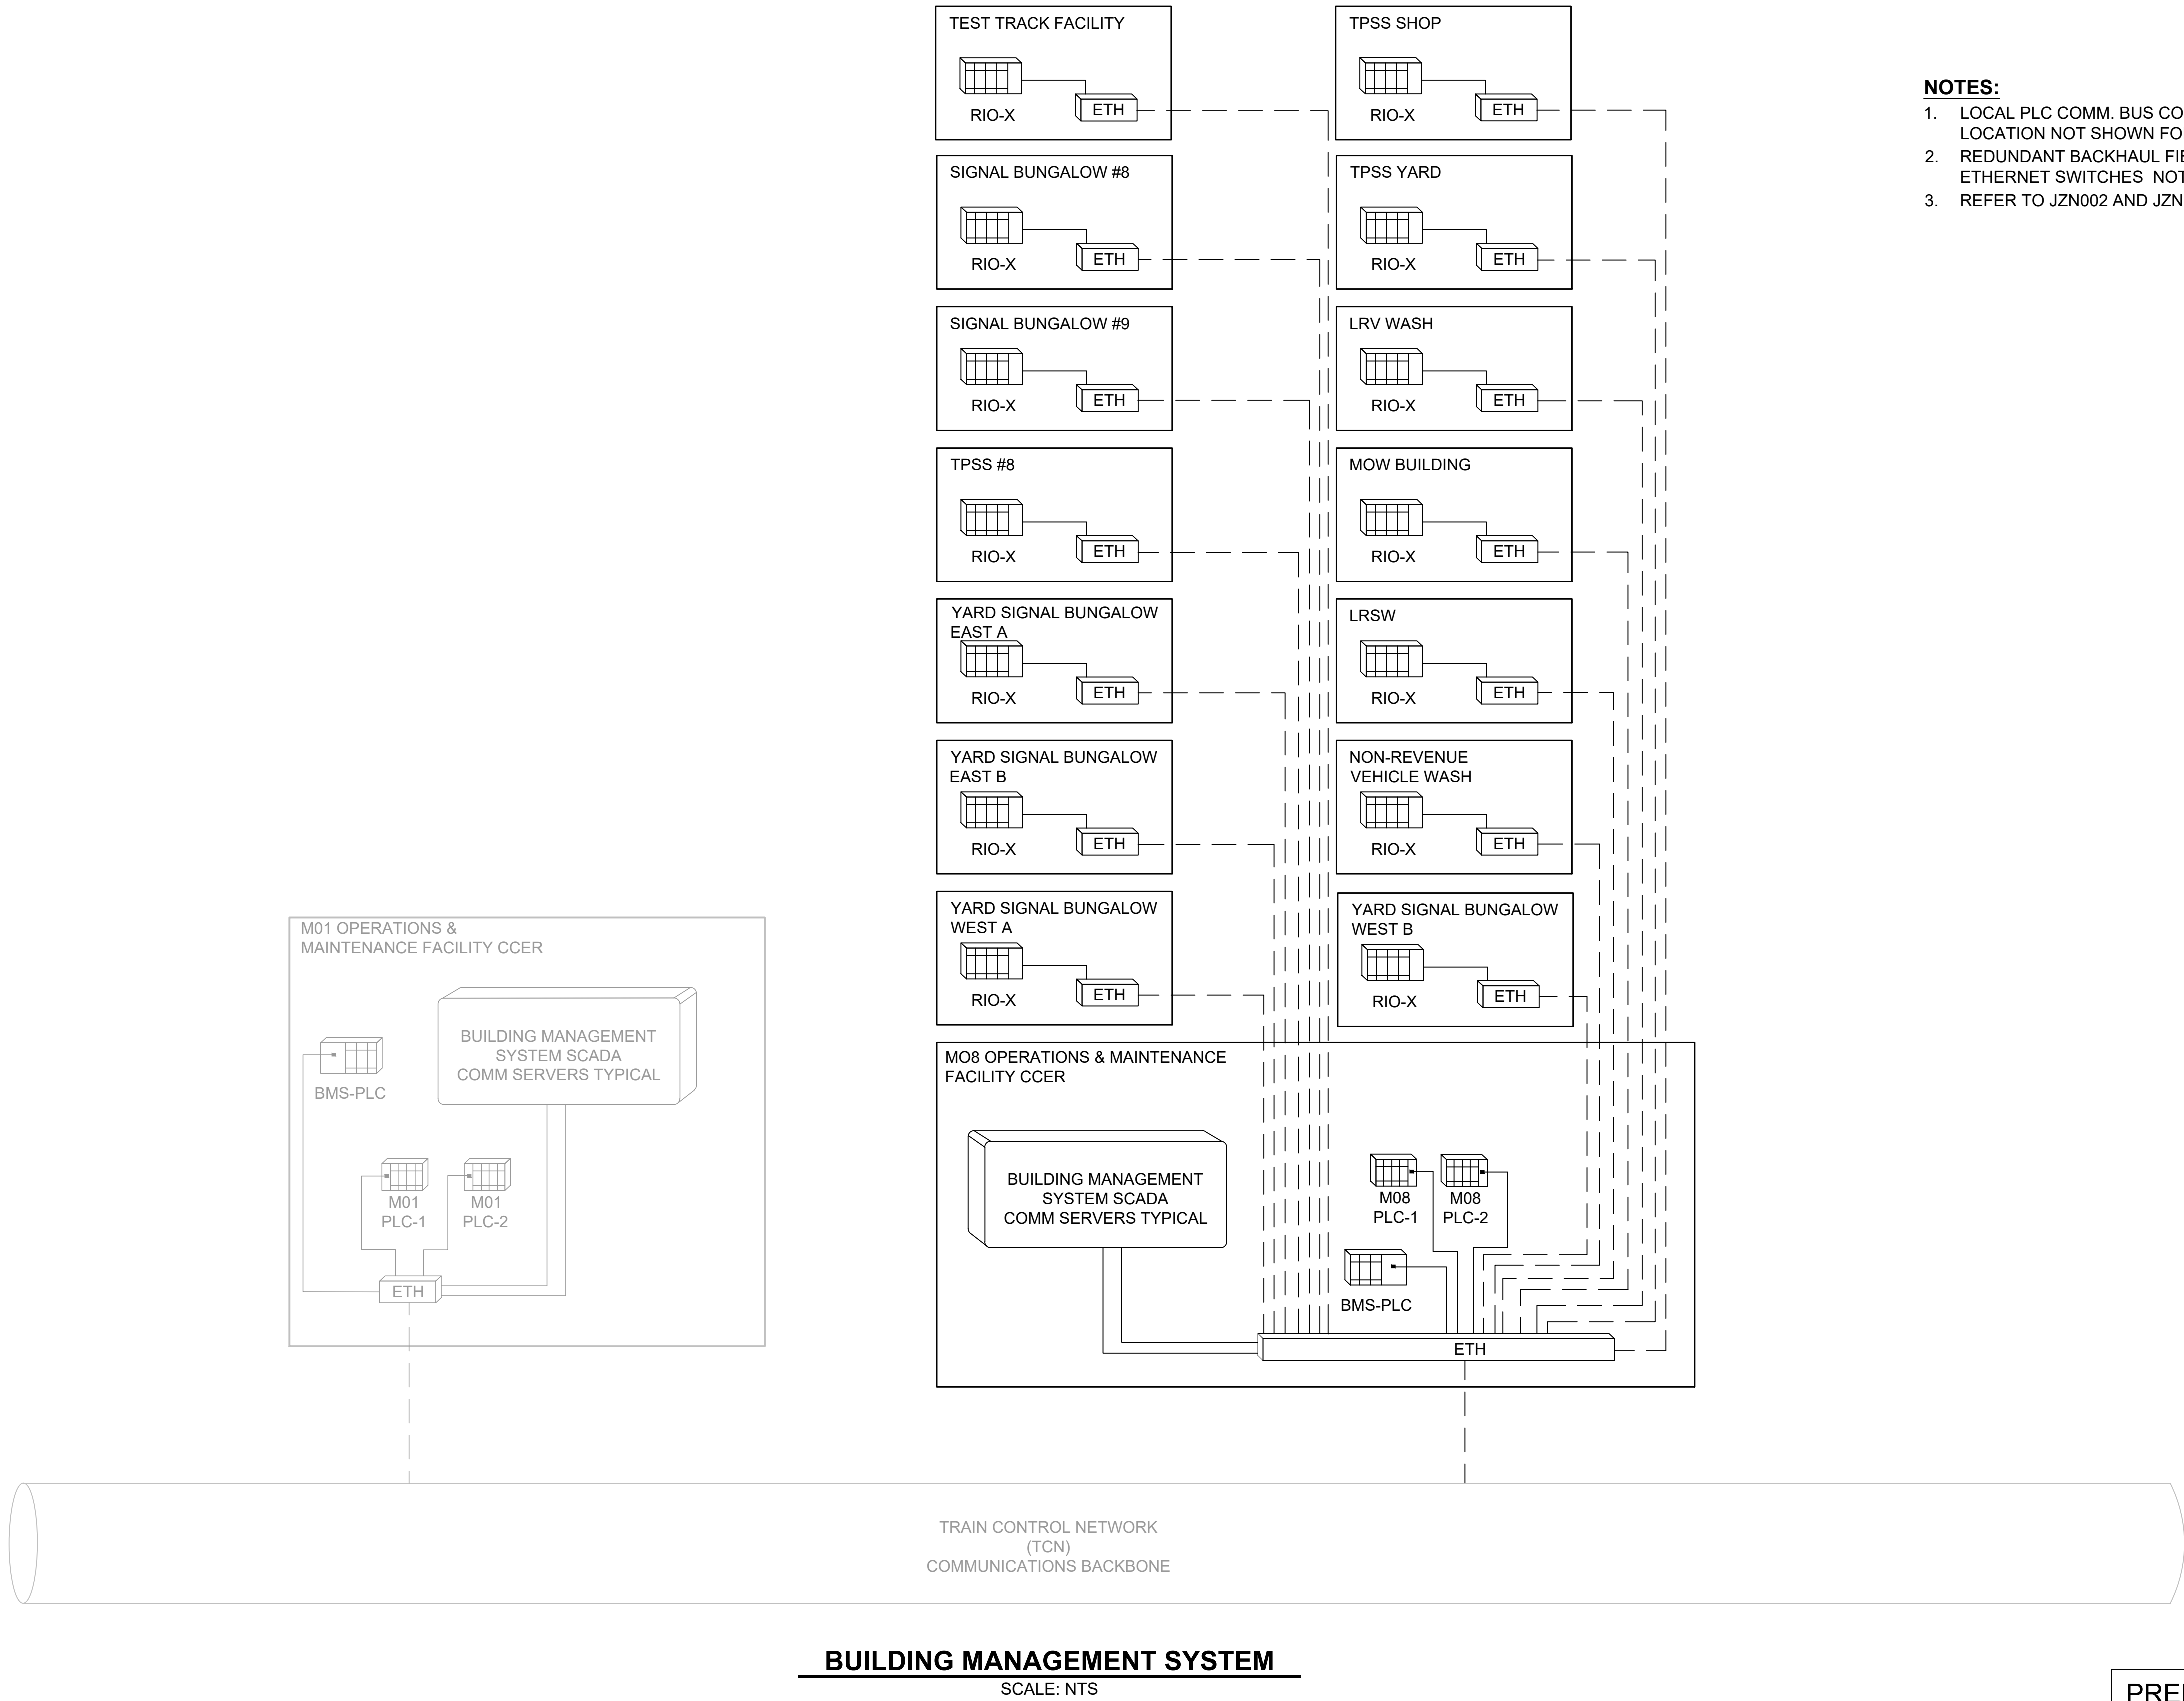 TEST TRACK FACILITY
RIO-X
ETH
TPSS SHOP
RIO-X
ETH
NOTES:
1. LOCAL PLC COMM. BUS CO
LOCATION NOT SHOWN FO
2. REDUNDANT BACKHAUL FI
ETHERNET SWITCHES NOT
3. REFER TO JZN002 AND JZN
SIGNAL BUNGALOW #8
RIO-X
ETH
TPSS YARD
RIO-X
ETH
SIGNAL BUNGALOW #9
RIO-X
ETH
LRV WASH
RIO-X
ETH
TPSS #8
RIO-X
ETH
MOW BUILDING
RIO-X
ETH
YARD SIGNAL BUNGALOW
EAST A
RIO-X
ETH
LRSW
RIO-X
ETH
YARD SIGNAL BUNGALOW
EAST B
RIO-X
ETH
NON-REVENUE
VEHICLE WASH
RIO-X
ETH
YARD SIGNAL BUNGALOW
WEST A
RIO-X
ETH
YARD SIGNAL BUNGALOW
WEST B
RIO-X
ETH
M01 OPERATIONS &
MAINTENANCE FACILITY CCER
BUILDING MANAGEMENT
SYSTEM SCADA
COMM SERVERS TYPICAL
BMS-PLC
M01
PLC-1
M01
PLC-2
ETH
MO8 OPERATIONS & MAINTENANCE
FACILITY CCER
BUILDING MANAGEMENT
SYSTEM SCADA
COMM SERVERS TYPICAL
M08
PLC-1
M08
PLC-2
BMS-PLC
ETH
TRAIN CONTROL NETWORK
(TCN)
COMMUNICATIONS BACKBONE
BUILDING MANAGEMENT SYSTEM
SCALE: NTS